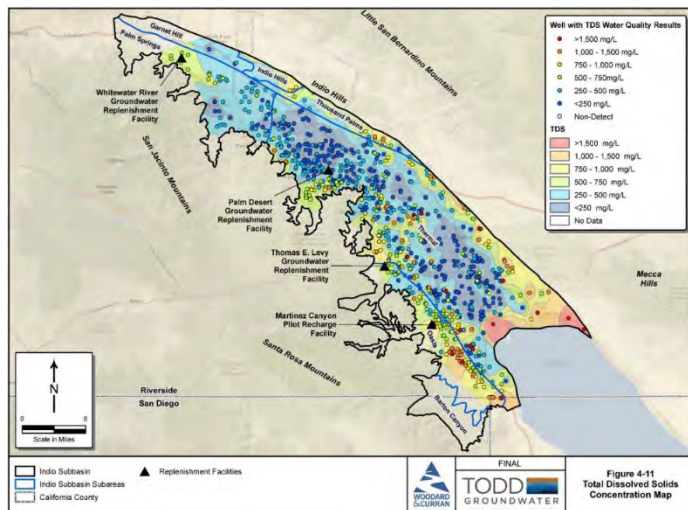 Little San Bernardino Mountains
Garnet Hill
Palm Springs
Indio Hills
Indio Hills
Thousand Palms
Whitewater River
Groundwater
Replenishment
Facility
San Jacinto Mountains
Palm Desert
Groundwater
Replenishment
Facility
Thermal
Thomas E. Levy
Groundwater
Replenishment
Facility
Mecca
Hills
Martinez Canyon
Pilot Recharge
Facility
Oasis
Santa Rosa Mountains
Barton Canyon
Riverside
San Diego
Well with TDS Water Quality Results
>1,500 mg/L
1,000 - 1,500 mg/L
750 - 1,000 mg/L
500 - 750mg/L
250 - 500 mg/L
<250 mg/L
Non-Detect
TDS
>1,500 mg/L
1,000 - 1,500 mg/L
750 - 1,000 mg/L
500 - 750 mg/L
250 - 500 mg/L
<250 mg/L
No Data
N
0
Scale in Miles
Indio Subbasin
Indio Subbasin Subareas
California County
Replenishment Facilities
WOODARD
& CURRAN
FINAL
TODD
GROUNDWATER
Figure 4-11
Total Dissolved Solids
Concentration Map